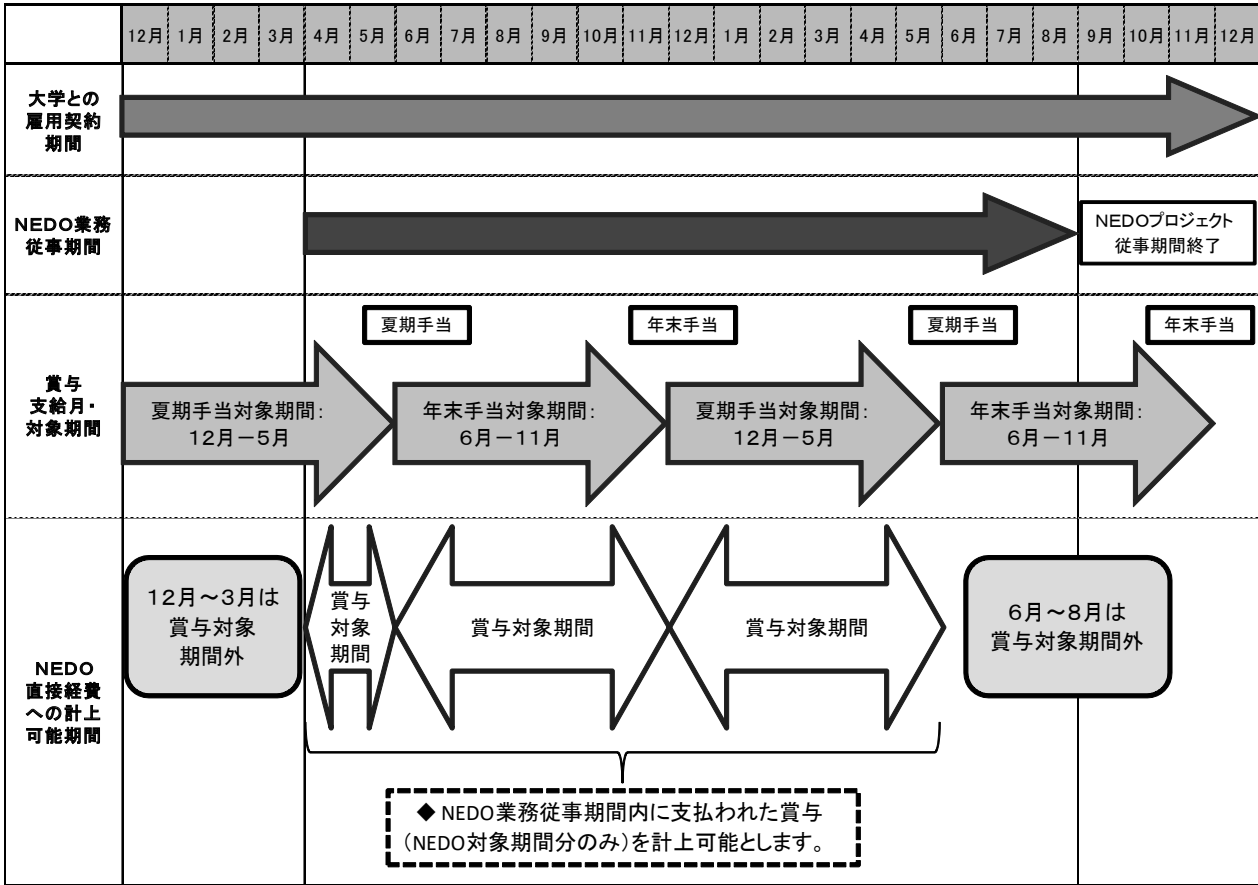 12月 1月 2月 3月 4月 5月 6月 7月 8月 9月 10月 11月 12月 1月 2月 3月 4月 5月 6月 7月 8月 9月 10月 11月 12月
大学との
雇用契約
期間
NEDO業務
従事期間
NEDOプロジェクト
従事期間終了
賞与
支給月・
対象期間
夏期手当
年末手当
夏期手当
年末手当
夏期手当対象期間：
12月－5月
年末手当対象期間：
6月－11月
夏期手当対象期間：
12月－5月
年末手当対象期間：
6月－11月
NEDO
直接経費
への計上
可能期間
12月～3月は
賞与対象
期間外
賞与
対象
期間
賞与対象期間
賞与対象期間
6月～8月は
賞与対象期間外
◆ NEDO業務従事期間内に支払われた賞与
（NEDO対象期間分のみ）を計上可能とします。